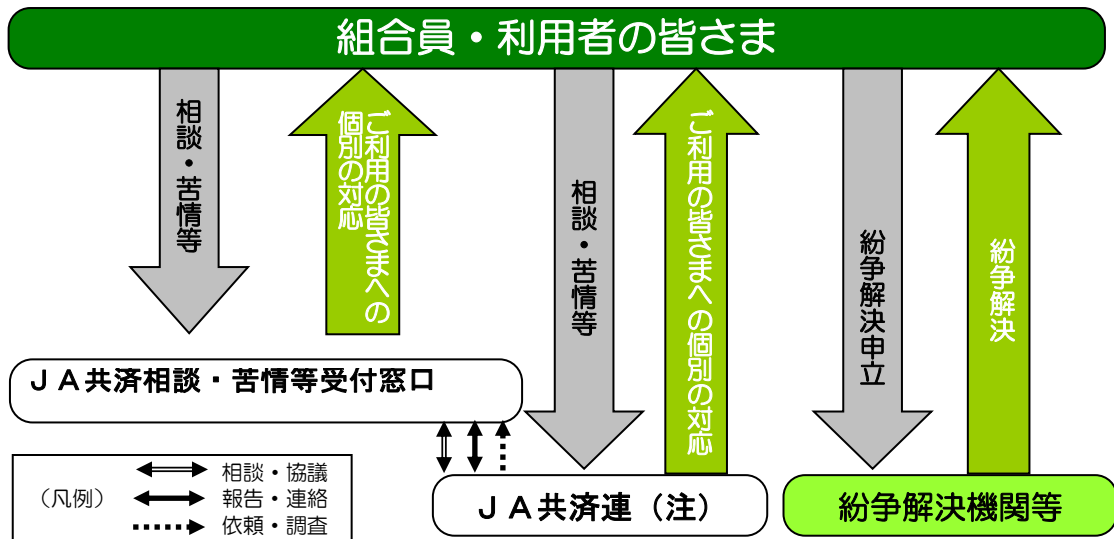 組合員・利用者の皆さま
相談・苦情等
ご利用の皆さまへの
個別の対応
相談・苦情等
ご利用の皆さまへの個別の対応
紛争解決申立
紛争解決
ＪＡ共済相談・苦情等受付窓口
ＪＡ共済連（注）
紛争解決機関等
（凡例）
相談・協議
報告・連絡
依頼・調査